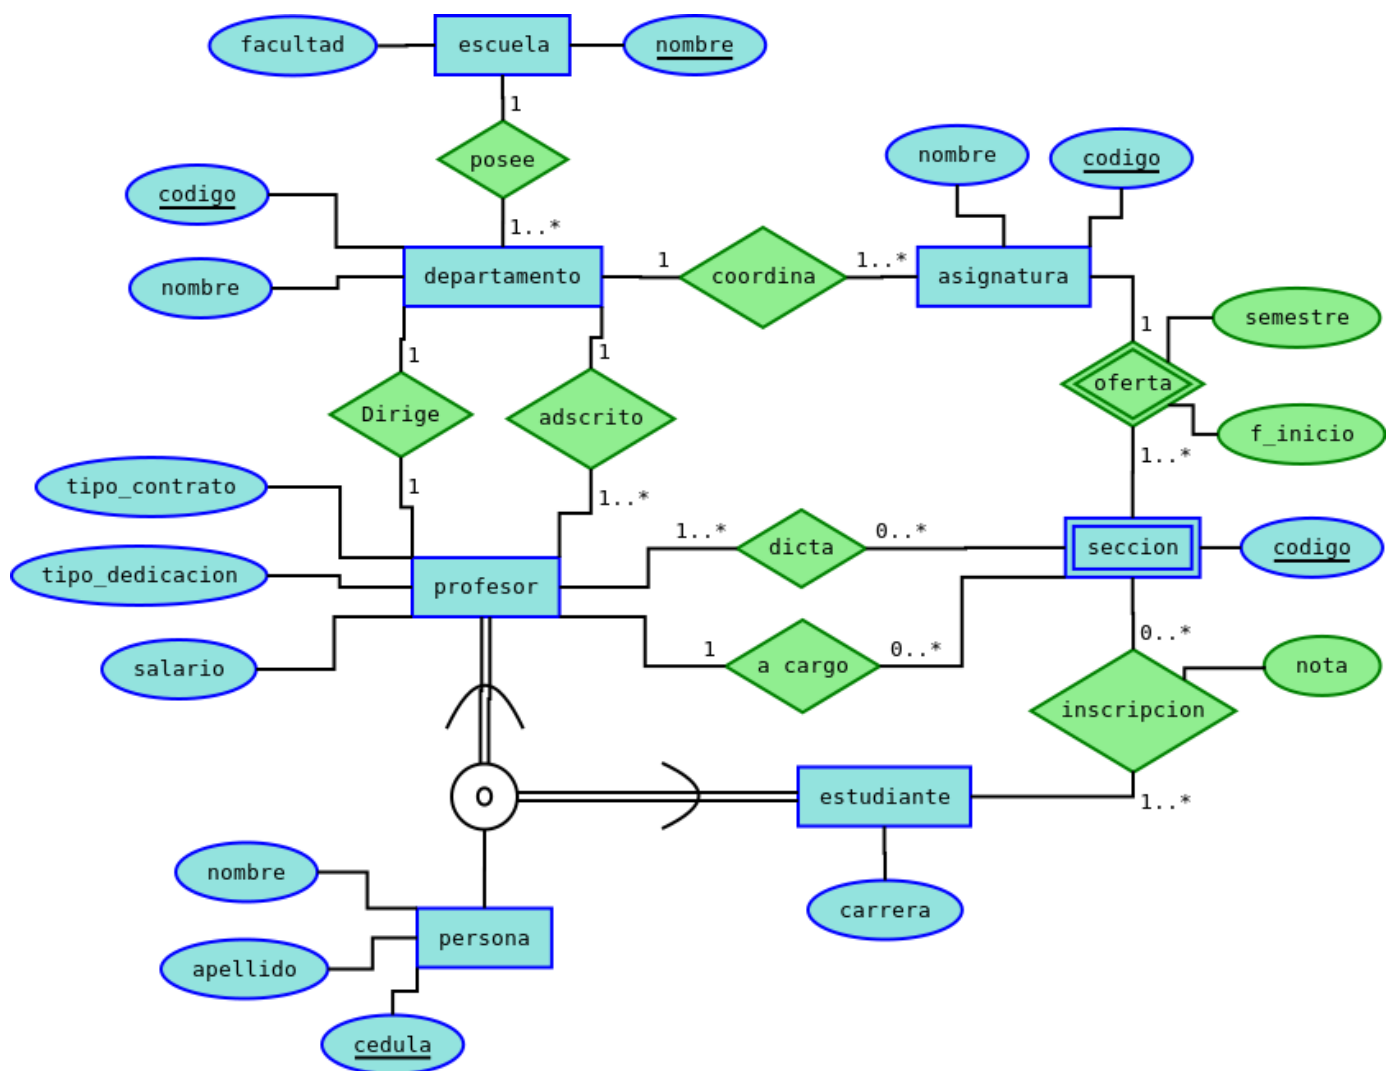 facultad
escuela
nombre
1
posee
1..*
nombre
codigo
codigo
nombre
departamento
1
coordina
1..*
asignatura
semestre
1
oferta
f_inicio
1..*
1
1
Dirige
adscrito
1
1..*
tipo_contrato
tipo_dedicacion
salario
profesor
1..*
dicta
0..*
seccion
codigo
1
a cargo
0..*
0..*
nota
inscripcion
1..*
O
estudiante
carrera
nombre
apellido
persona
cedula